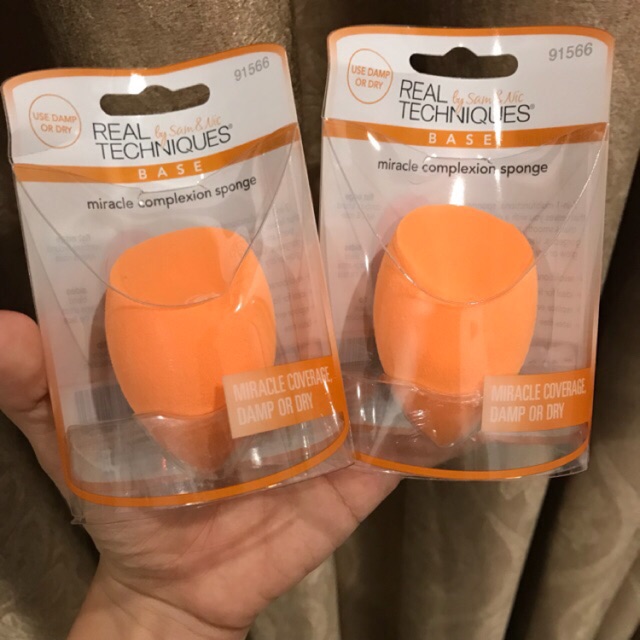 91566
USE DAMP
OR DRY
REAL
by Sam & Nic
TECHNIQUES®
BASE
miracle complexion sponge
MIRACLE COVERAGE
DAMP OR DRY
91566
USE DAMP
OR DRY
REAL
by Sam & Nic
TECHNIQUES®
BASE
miracle complexion sponge
MIRACLE COVERAGE
DAMP OR DRY